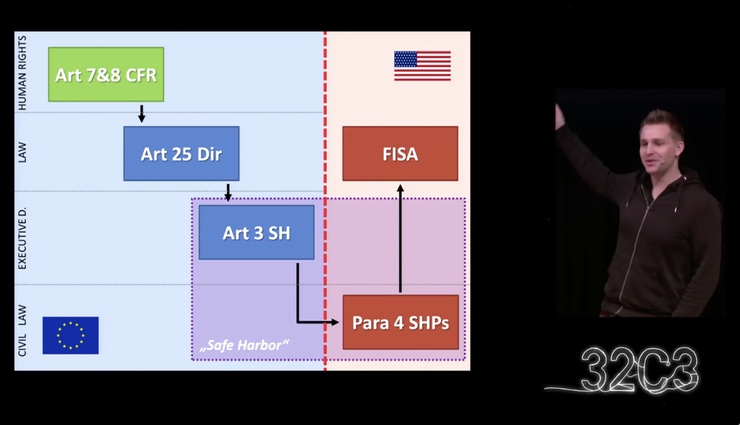 HUMAN RIGHTS
Art 7&8 CFR
LAW
Art 25 Dir
FISA
EXECUTIVE D.
Art 3 SH
CIVIL LAW
Para 4 SHPs
„Safe Harbor“
32C3